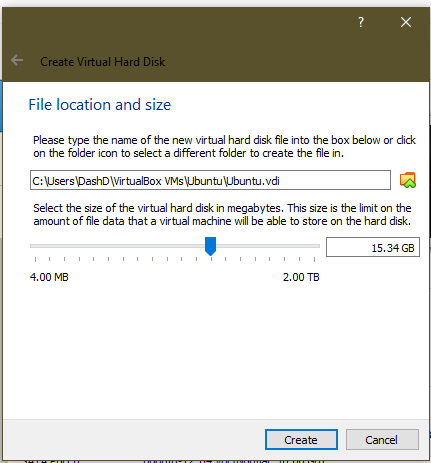 ?
Create Virtual Hard Disk
File location and size
Please type the name of the new virtual hard disk file into the box below or click
on the folder icon to select a different folder to create the file in.
C:\Users\DashD\VirtualBox VMs\Ubuntu\Ubuntu.vdi
Select the size of the virtual hard disk in megabytes. This size is the limit on the
amount of file data that a virtual machine will be able to store on the hard disk.
15.34 GB
4.00 MB 2.00 TB
Create Cancel